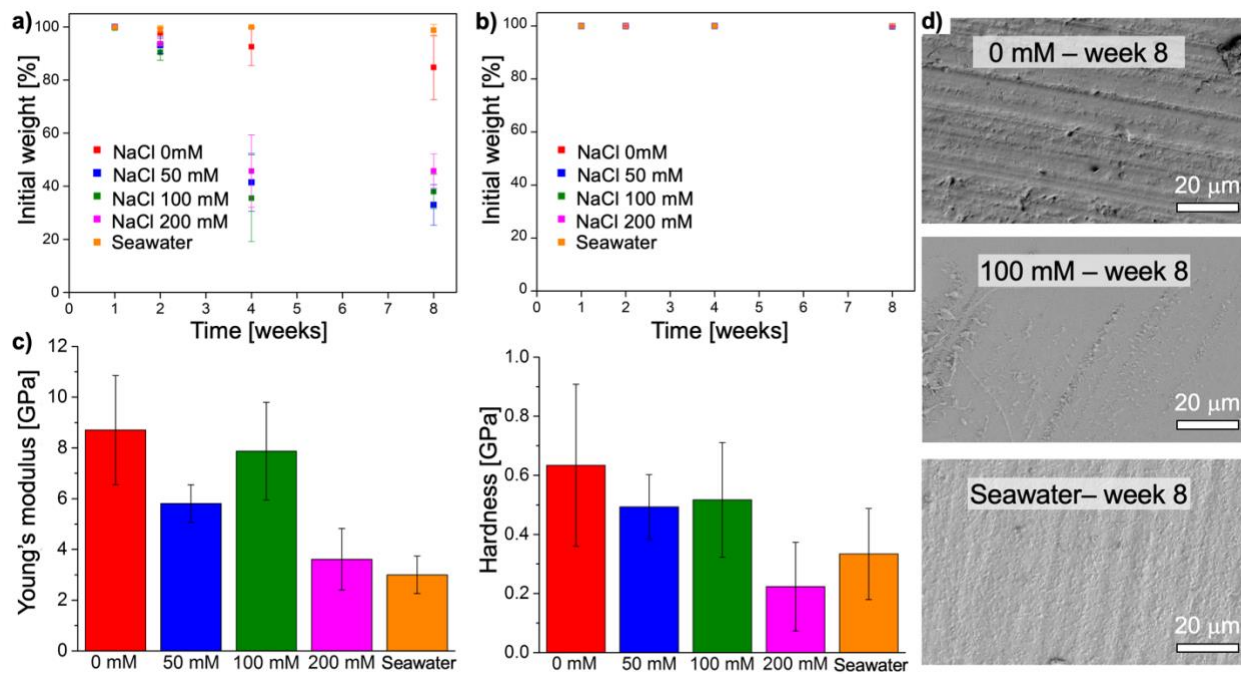 a)
100
80
60
40
20
0
Initial weight [%]
NaCl 0mM
NaCl 50 mM
NaCl 100 mM
NaCl 200 mM
Seawater
0 1 2 3 4 5 6 7 8
Time [weeks]
b)
100
80
60
40
20
0
Initial weight [%]
NaCl 0mM
NaCl 50 mM
NaCl 100 mM
NaCl 200 mM
Seawater
0 1 2 3 4 5 6 7 8
Time [weeks]
c)
12
10
8
6
4
2
0
Young's modulus [GPa]
0 mM 50 mM 100 mM 200 mM Seawater
1.0
0.8
0.6
0.4
0.2
0.0
Hardness [GPa]
0 mM 50 mM 100 mM 200 mM Seawater
d)
0 mM – week 8
20 μm
100 mM – week 8
20 μm
Seawater– week 8
20 μm